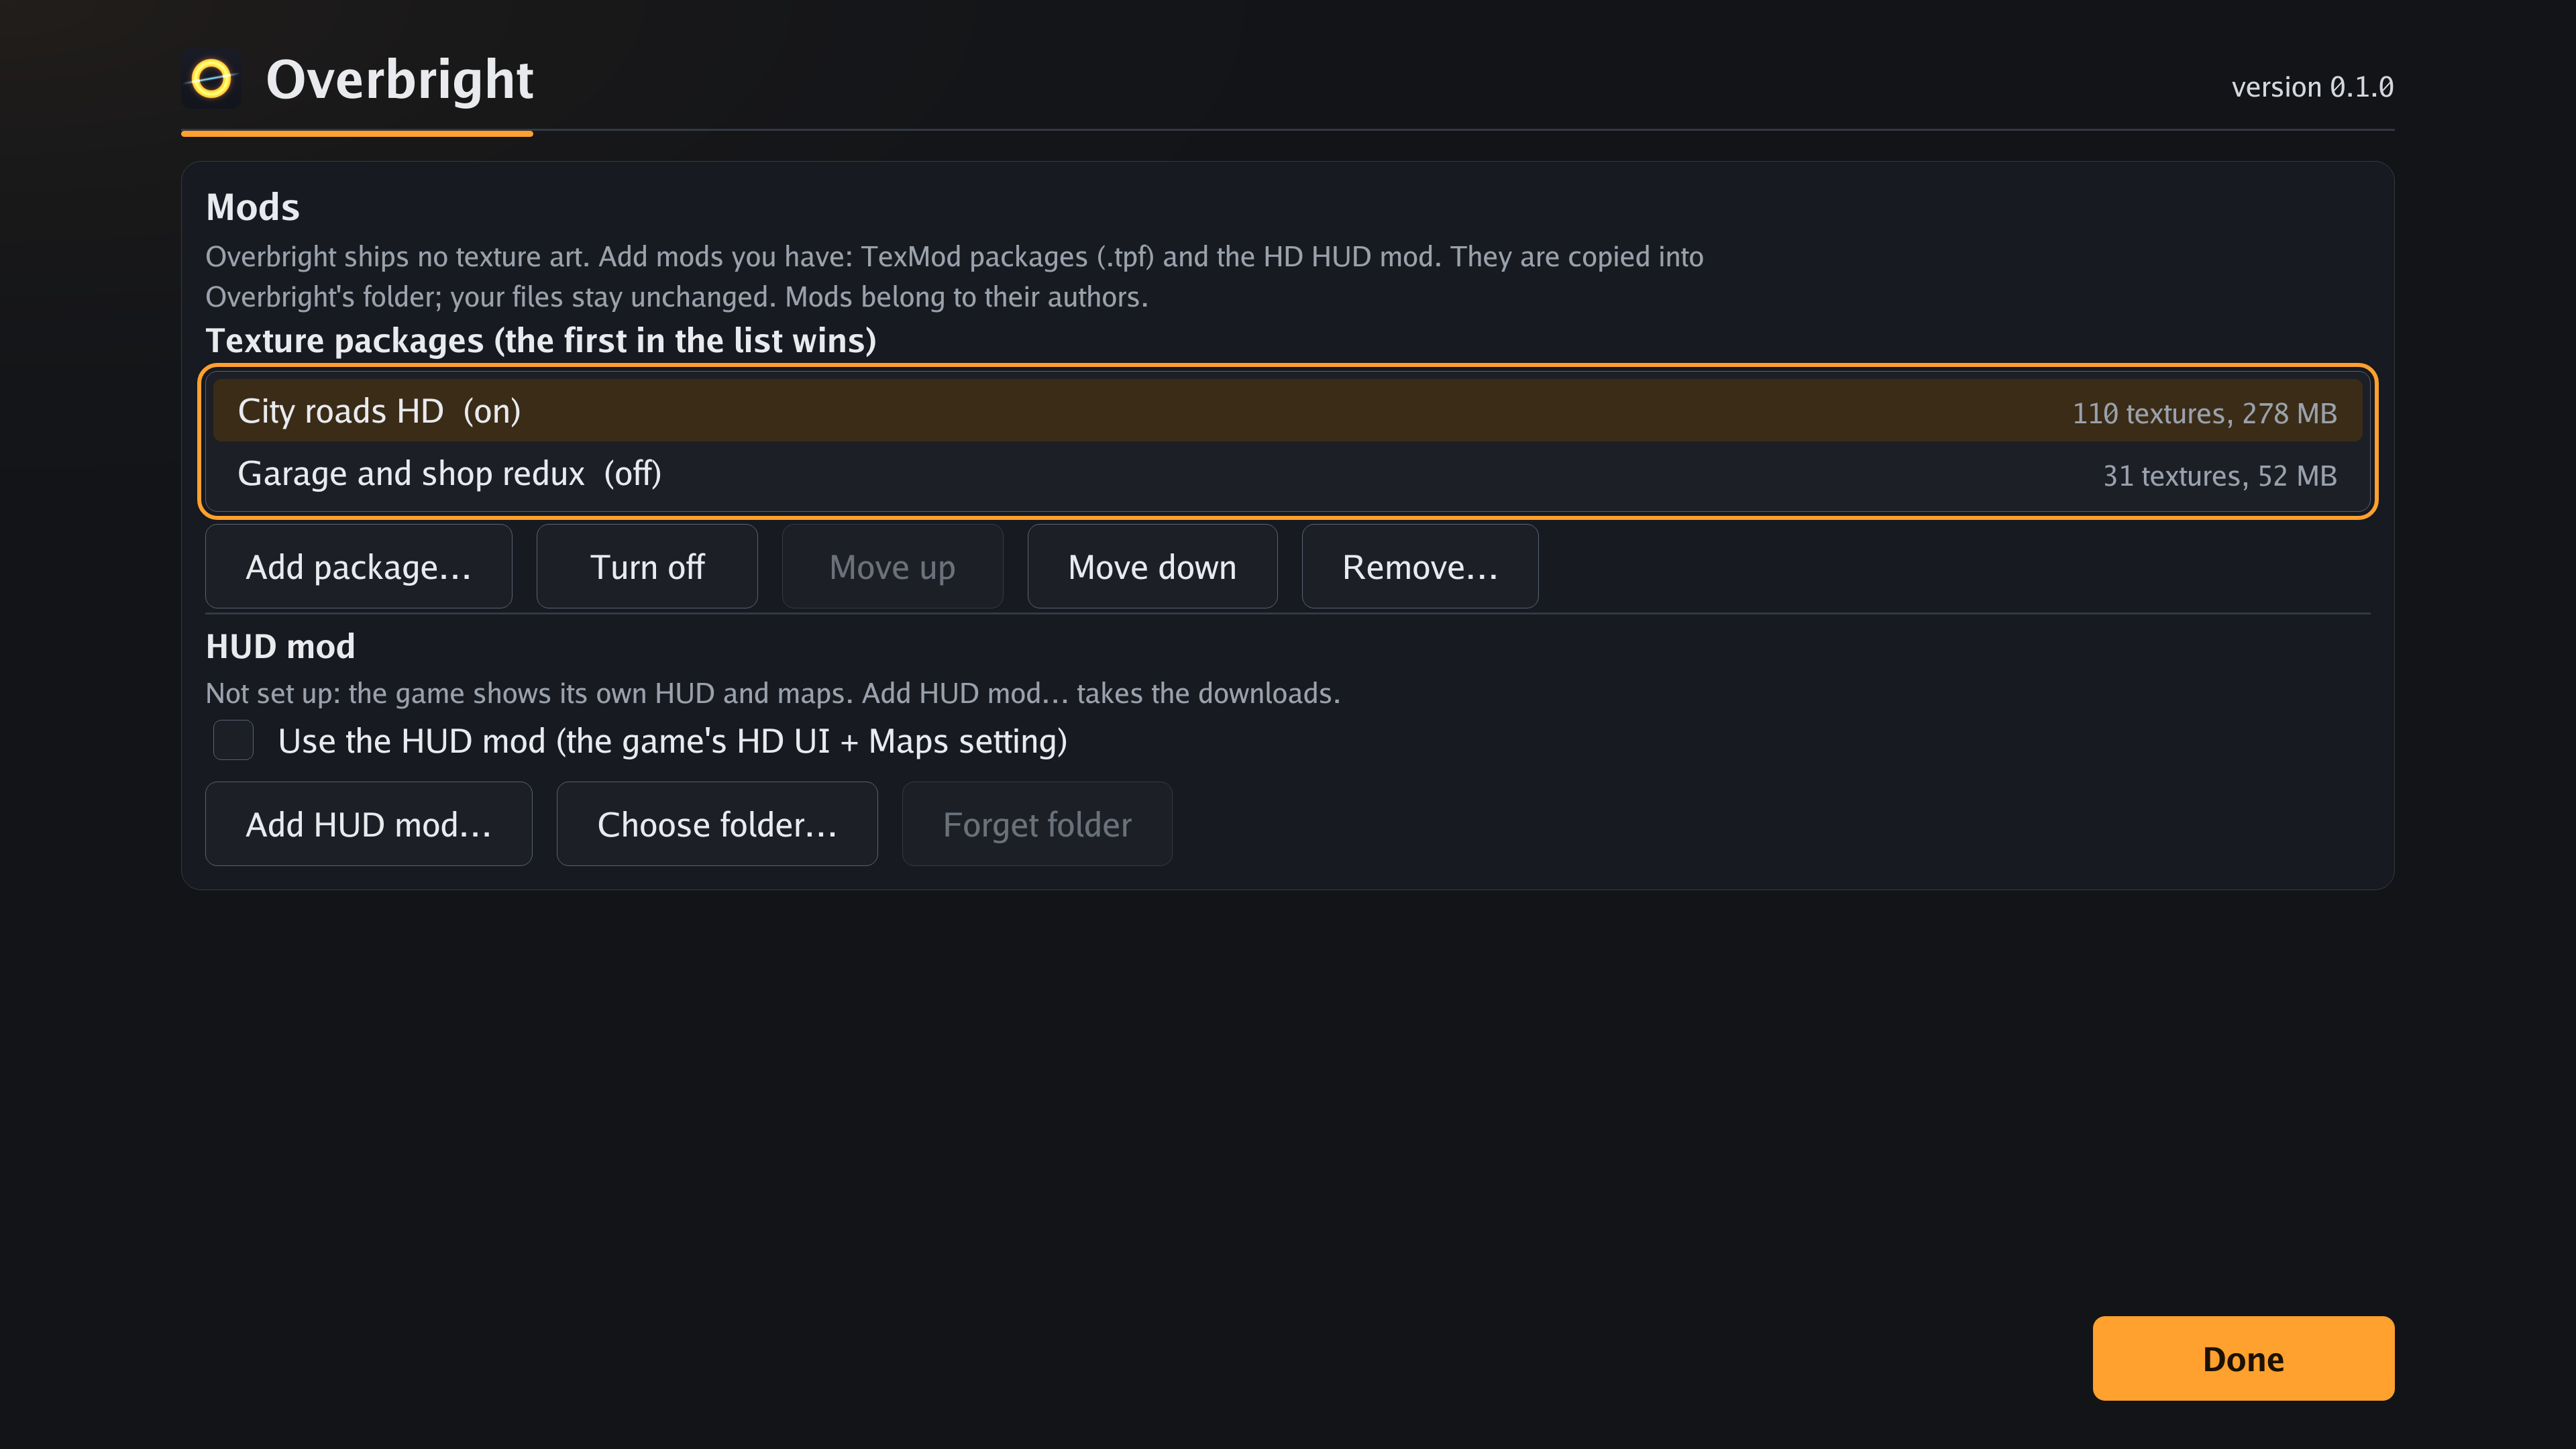 Overbright
version 0.1.0
Mods
Overbright ships no texture art. Add mods you have: TexMod packages (.tpf) and the HD HUD mod. They are copied into
Overbright's folder; your files stay unchanged. Mods belong to their authors.
Texture packages (the first in the list wins)
City roads HD (on)
110 textures, 278 MB
Garage and shop redux (off)
31 textures, 52 MB
Add package...
Turn off
Move up
Move down
Remove...
HUD mod
Not set up: the game shows its own HUD and maps. Add HUD mod... takes the downloads.
Use the HUD mod (the game's HD UI + Maps setting)
Add HUD mod...
Choose folder...
Forget folder
Done